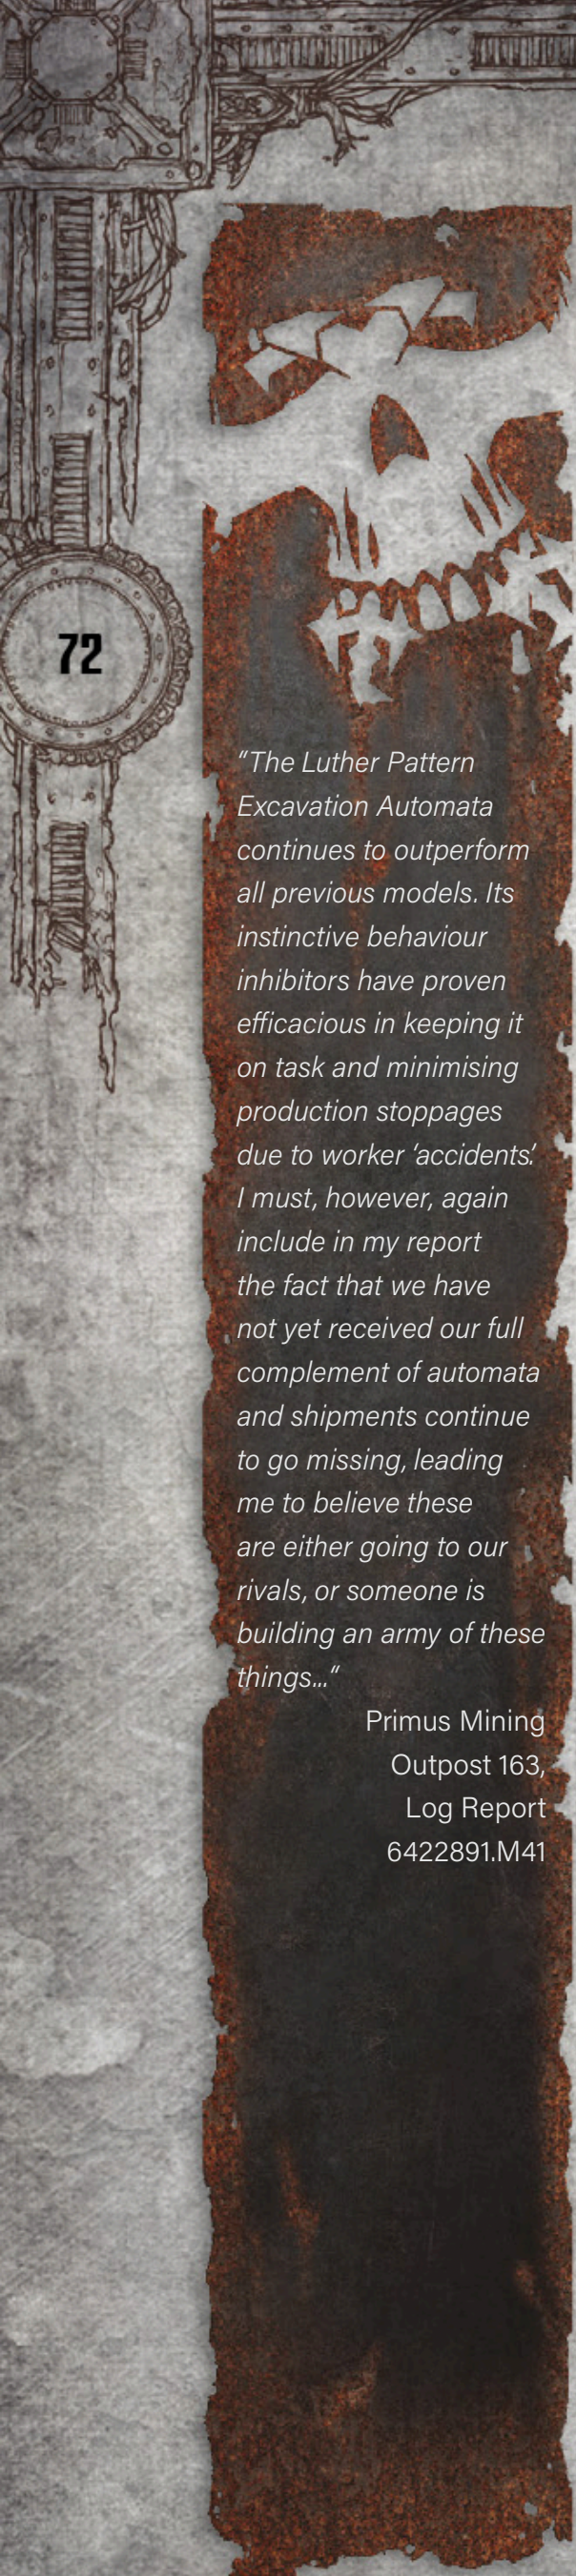 72
“The Luther Pattern
Excavation Automata
continues to outperform
all previous models. Its
instinctive behaviour
inhibitors have proven
efficacious in keeping it
on task and minimising
production stoppages
due to worker ‘accidents’.
I must, however, again
include in my report
the fact that we have
not yet received our full
complement of automata
and shipments continue
to go missing, leading
me to believe these
are either going to our
rivals, or someone is
building an army of these
things...“
Primus Mining
Outpost 163,
Log Report
6422891.M41